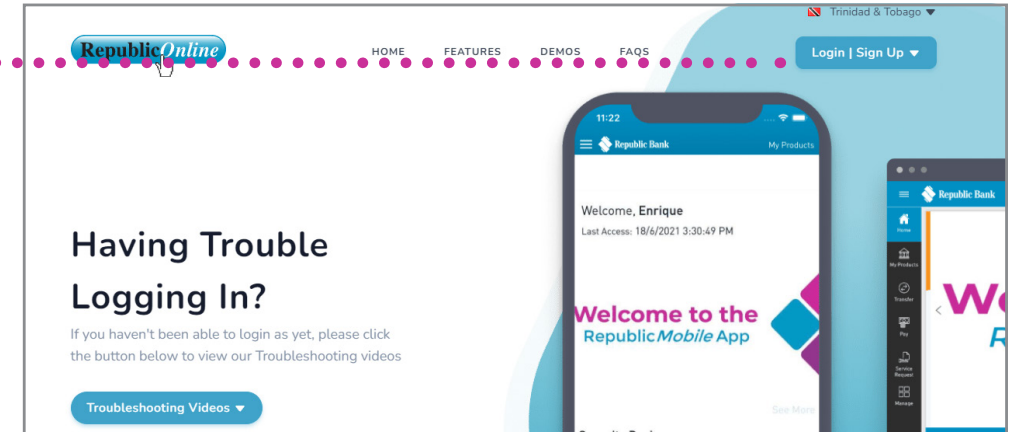 Trinidad & Tobago
RepublicOnline
HOME FEATURES DEMOS FAQS
Login | Sign Up
11:22
Republic Bank
My Products
Welcome, Enrique
Last Access: 18/6/2021 3:30:49 PM
Welcome to the
RepublicMobile App
See More
Republic Bank
Home
My Products
Transfer
Pay
Service
Request
Manage
Having Trouble
Logging In?
If you haven't been able to login as yet, please click
the button below to view our Troubleshooting videos
Troubleshooting Videos